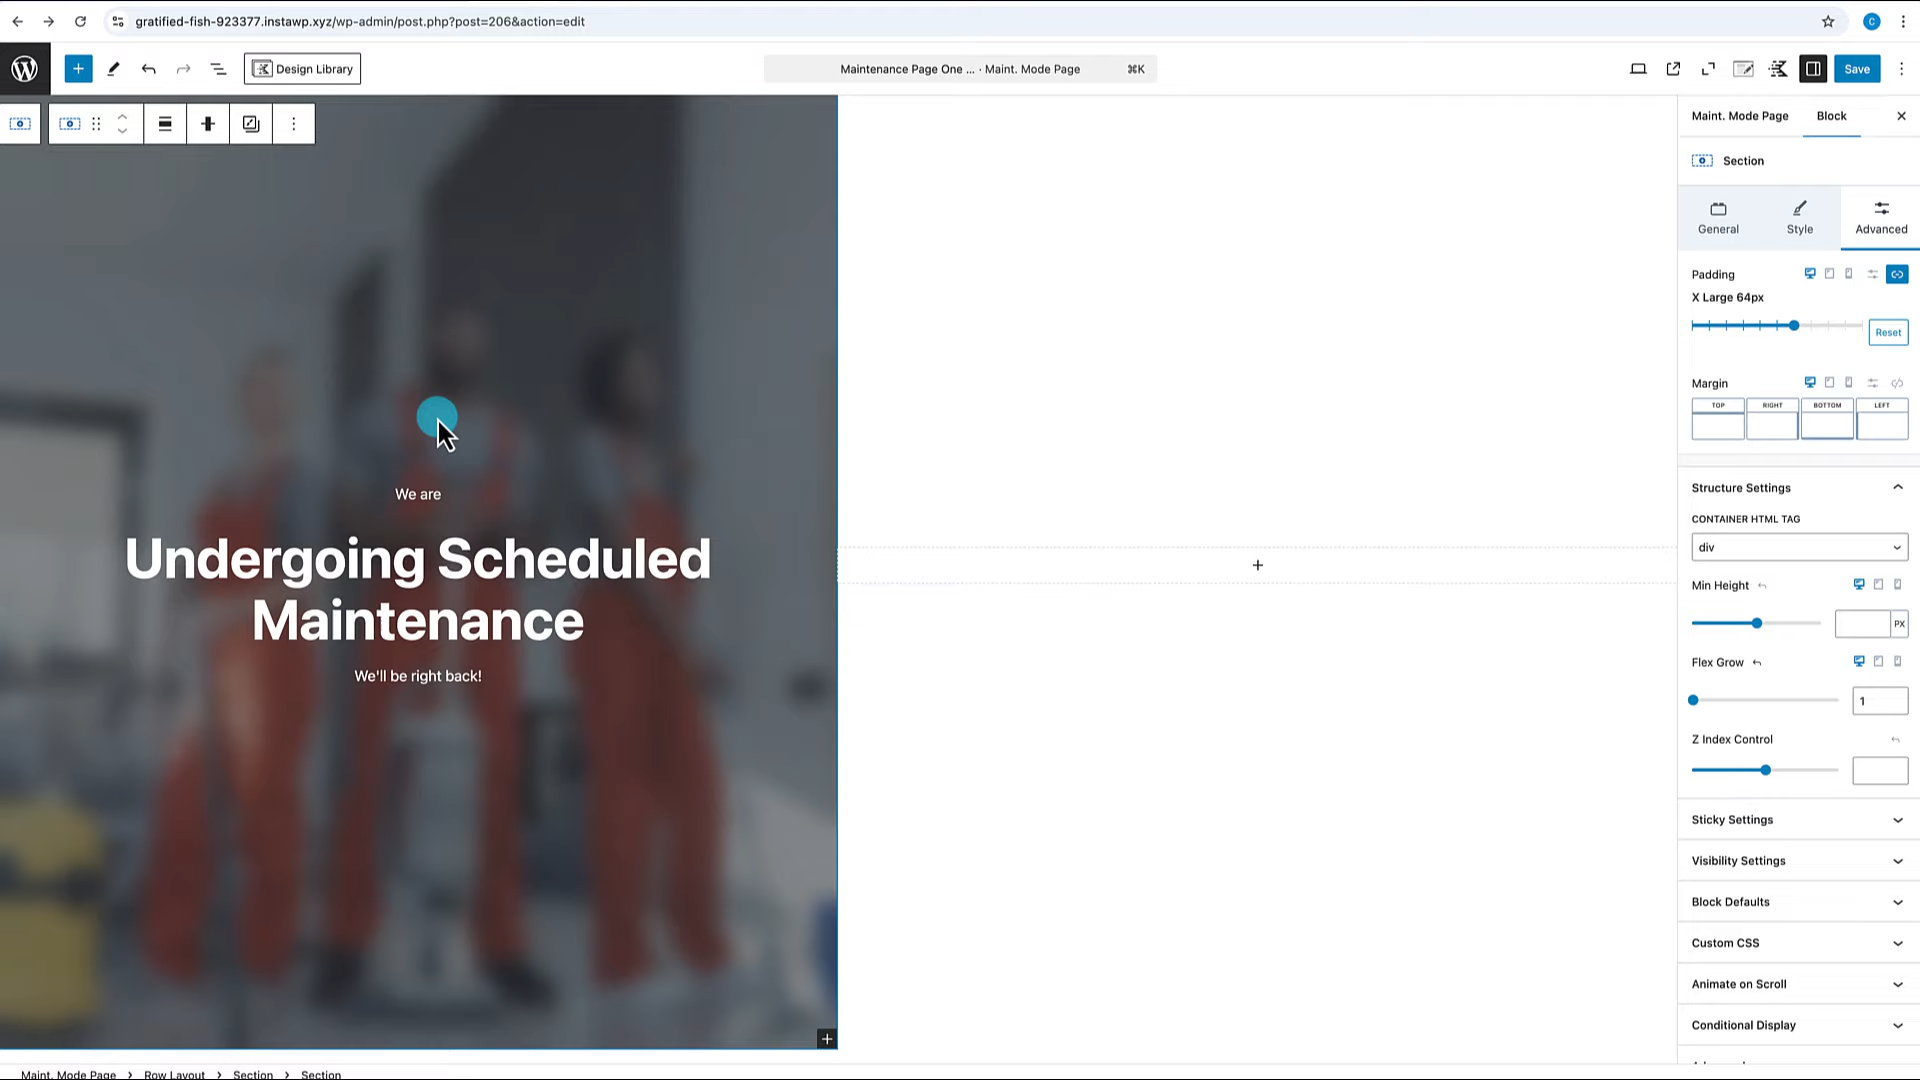 gratified-fish-923377.instawp.xyz/wp-admin/post.php?post=206&action=edit
C
Design Library
Maintenance Page One ... · Maint. Mode Page
⌘K
Save
Maint. Mode Page
Block
Section
General
Style
Advanced
Padding
X Large 64px
Reset
Margin
TOP
RIGHT
BOTTOM
LEFT
Structure Settings
CONTAINER HTML TAG
div
Min Height
PX
Flex Grow
1
Z Index Control
Sticky Settings
Visibility Settings
Block Defaults
Custom CSS
Animate on Scroll
Conditional Display
We are
Undergoing Scheduled
Maintenance
We'll be right back!
Maint. Mode Page > Row Layout > Section > Section